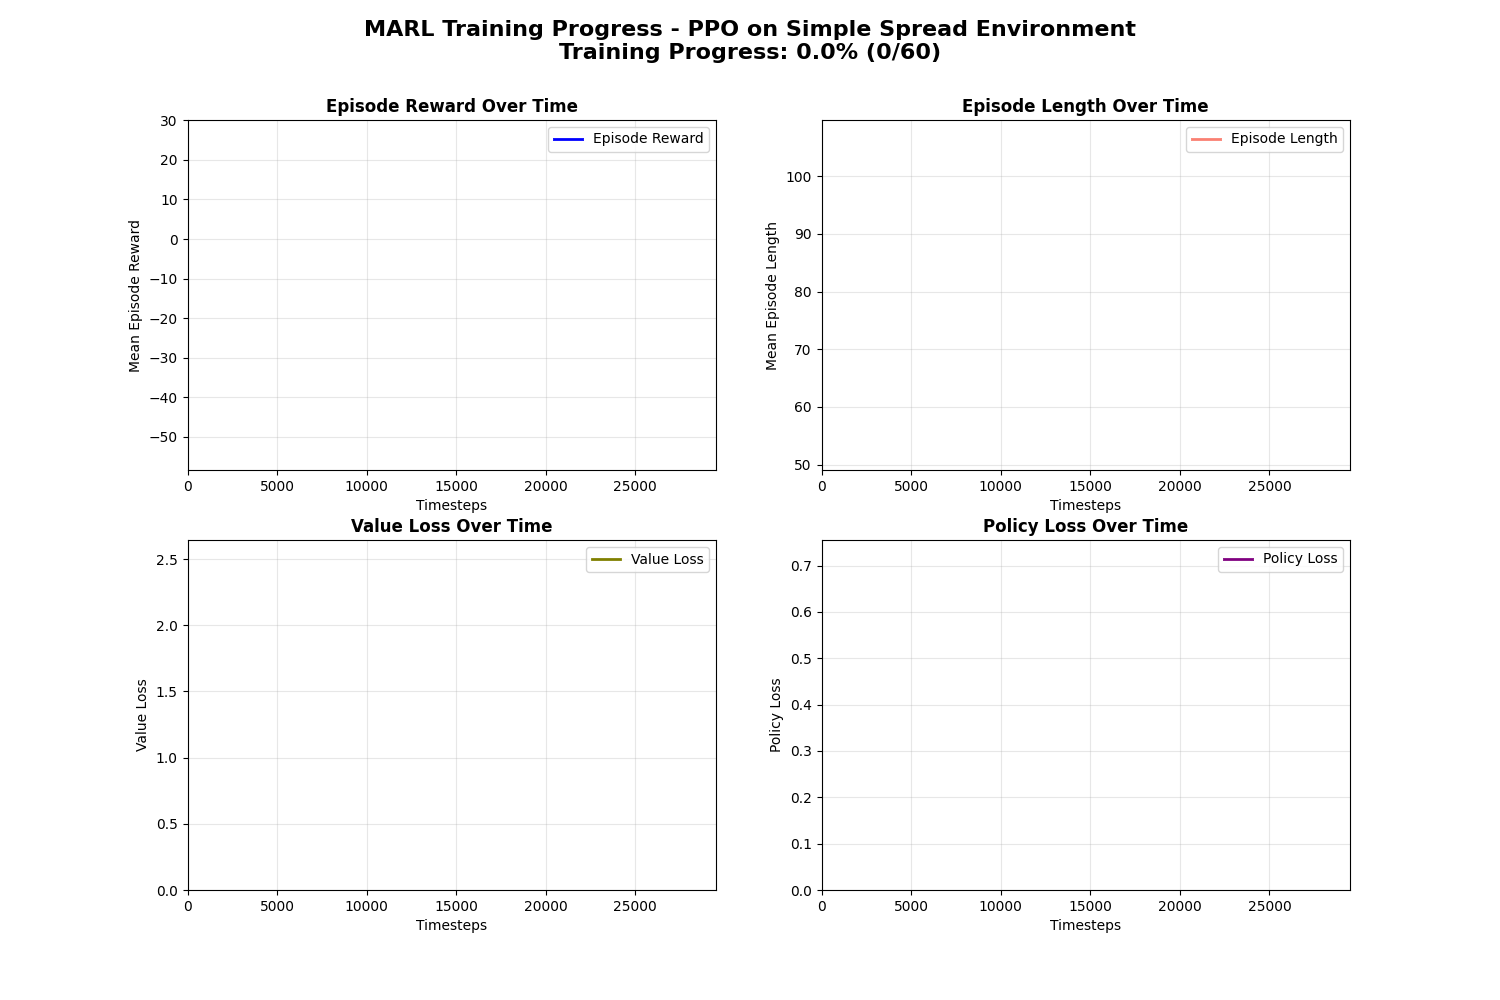 MARL Training Progress - PPO on Simple Spread Environment
Training Progress: 0.0% (0/60)
Episode Reward Over Time
30
20
10
0
−10
−20
−30
−40
−50
Mean Episode Reward
Episode Reward
0 5000 10000 15000 20000 25000
Timesteps
Episode Length Over Time
100
90
80
70
60
50
Mean Episode Length
Episode Length
0 5000 10000 15000 20000 25000
Timesteps
Value Loss Over Time
2.5
2.0
1.5
1.0
0.5
0.0
Value Loss
Value Loss
0 5000 10000 15000 20000 25000
Timesteps
Policy Loss Over Time
0.7
0.6
0.5
0.4
0.3
0.2
0.1
0.0
Policy Loss
Policy Loss
0 5000 10000 15000 20000 25000
Timesteps